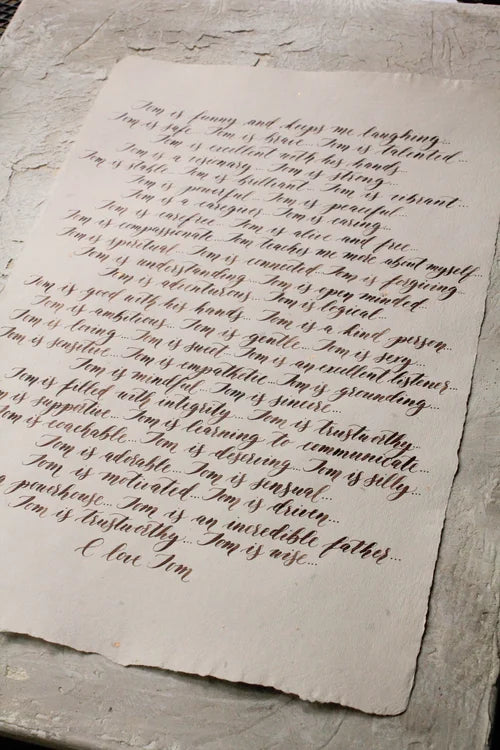 Tom is funny and keeps me laughing...
Tom is safe... Tom is brave... Tom is talented...
Tom is excellent with his hands...
Tom is a visionary... Tom is strong...
Tom is stable... Tom is brilliant... Tom is vibrant...
Tom is powerful... Tom is peaceful...
Tom is a caregiver... Tom is caring...
Tom is carefree... Tom is alive and free...
Tom is compassionate... Tom teaches me more about myself...
Tom is spiritual... Tom is connected... Tom is forgiving...
Tom is understanding... Tom is open minded...
Tom is adventurous... Tom is logical...
Tom is good with his hands... Tom is a kind person...
Tom is ambitious... Tom is gentle... Tom is sexy...
Tom is loving... Tom is sweet... Tom is an excellent listener...
Tom is sensitive... Tom is empathetic... Tom is grounding...
Tom is mindful... Tom is sincere...
Tom is filled with integrity... Tom is trustworthy...
is supportive... Tom is learning to communicate...
Tom is coachable... Tom is deserving... Tom is silly...
Tom is adorable... Tom is sensual...
Tom is motivated... Tom is driven...
a powerhouse... Tom is an incredible father...
Tom is trustworthy... Tom is wise...
I love Tom